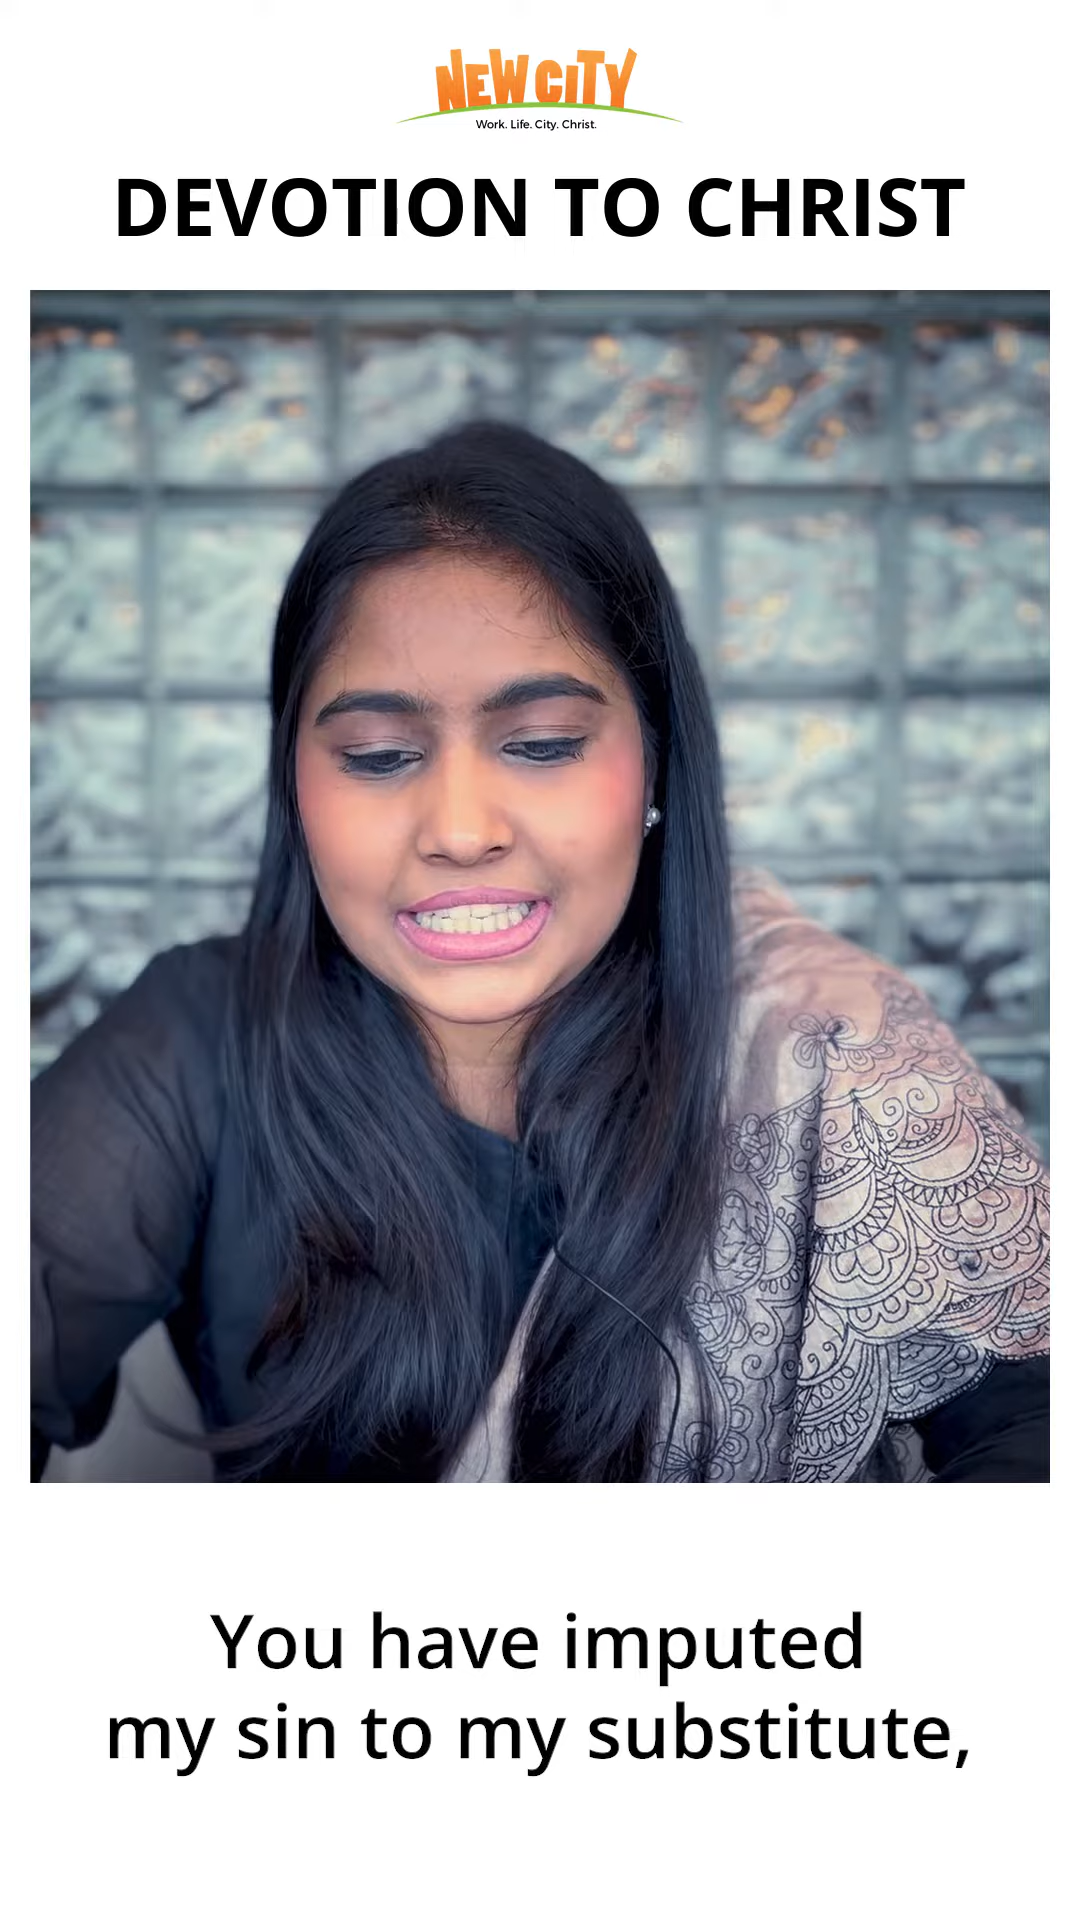 NEW CITY
Work. Life. City. Christ.
DEVOTION TO CHRIST
You have imputed
my sin to my substitute,